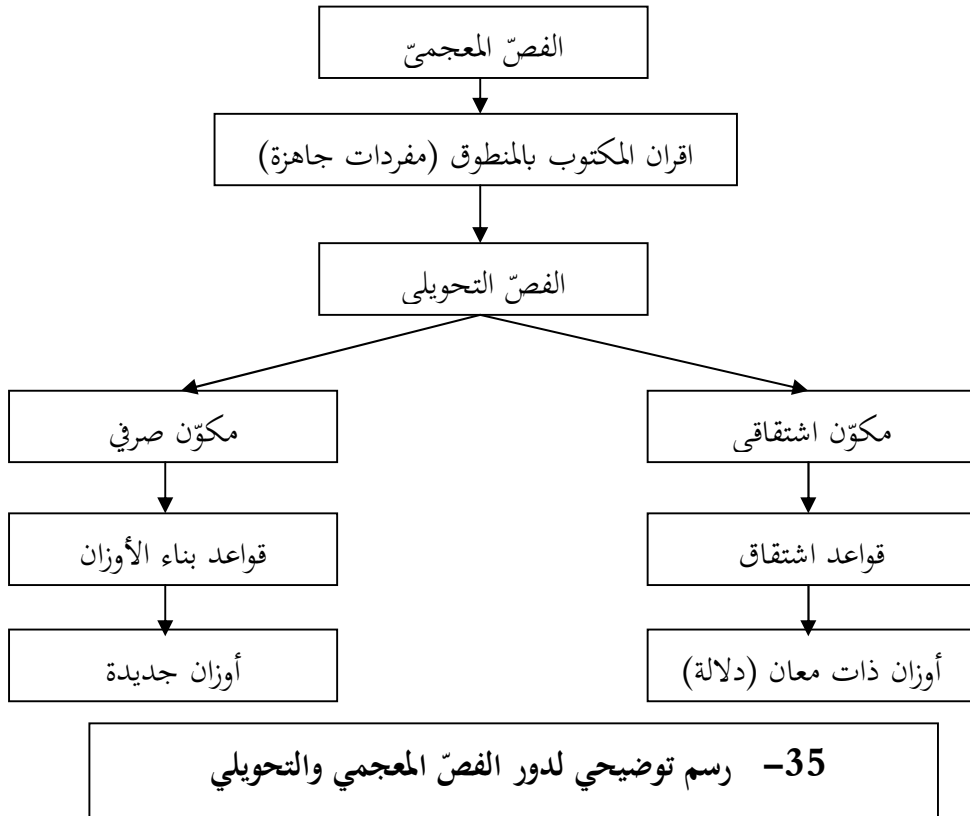 الفصّ المعجمىّ
اقران المكتوب بالمنطوق (مفردات جاهزة)
الفصّ التحويلى
مكوّن اشتقاقى
مكوّن صرفي
قواعد اشتقاق
قواعد بناء الأوزان
أوزان ذات معان (دلالة)
أوزان جديدة
35– رسم توضيحي لدور الفصّ المعجمي والتحويلي